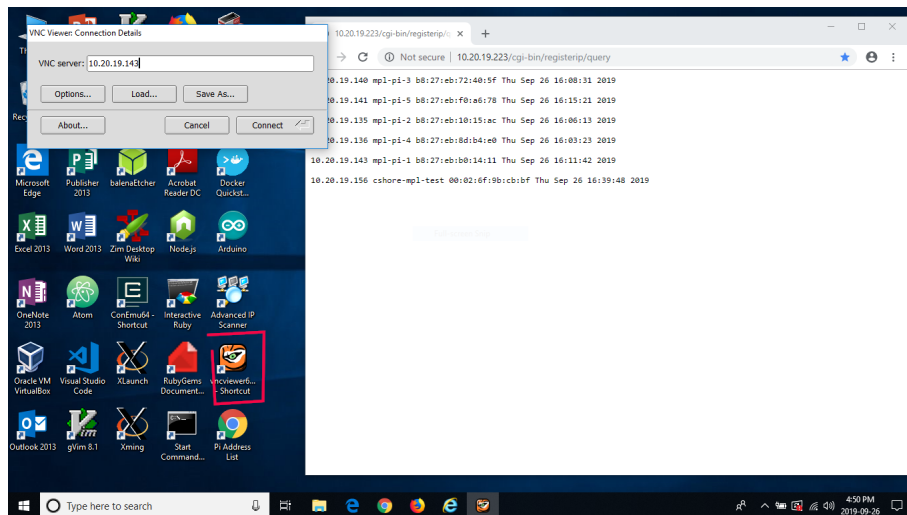 VNC Viewer: Connection Details
VNC server: 10.20.19.143
Options... Load... Save As...
About... Cancel Connect
10.20.19.223/cgi-bin/registerip/
Not secure | 10.20.19.223/cgi-bin/registerip/query
.19.140 mpl-pi-3 b8:27:eb:72:40:5f Thu Sep 26 16:08:31 2019
.19.141 mpl-pi-5 b8:27:eb:f0:a6:78 Thu Sep 26 16:15:21 2019
.19.135 mpl-pi-2 b8:27:eb:10:15:ac Thu Sep 26 16:06:13 2019
.19.136 mpl-pi-4 b8:27:eb:8d:b4:e0 Thu Sep 26 16:03:23 2019
10.20.19.143 mpl-pi-1 b8:27:eb:b0:14:11 Thu Sep 26 16:11:42 2019
10.20.19.156 cshore-mpl-test 00:02:6f:9b:cb:bf Thu Sep 26 16:39:48 2019
Th
Rec
Microsoft Edge
Publisher 2013
balenaEtcher
Acrobat Reader DC
Docker Quickst...
Excel 2013
Word 2013
Zim Desktop Wiki
Node.js
Arduino
OneNote 2013
Atom
ConEmu64 - Shortcut
Interactive Ruby
Advanced IP Scanner
Oracle VM VirtualBox
Visual Studio Code
XLaunch
RubyGems Document...
vncviewer6... - Shortcut
Outlook 2013
gVim 8.1
Xming
Start Command...
Pi Address List
Type here to search
4:50 PM
2019-09-26